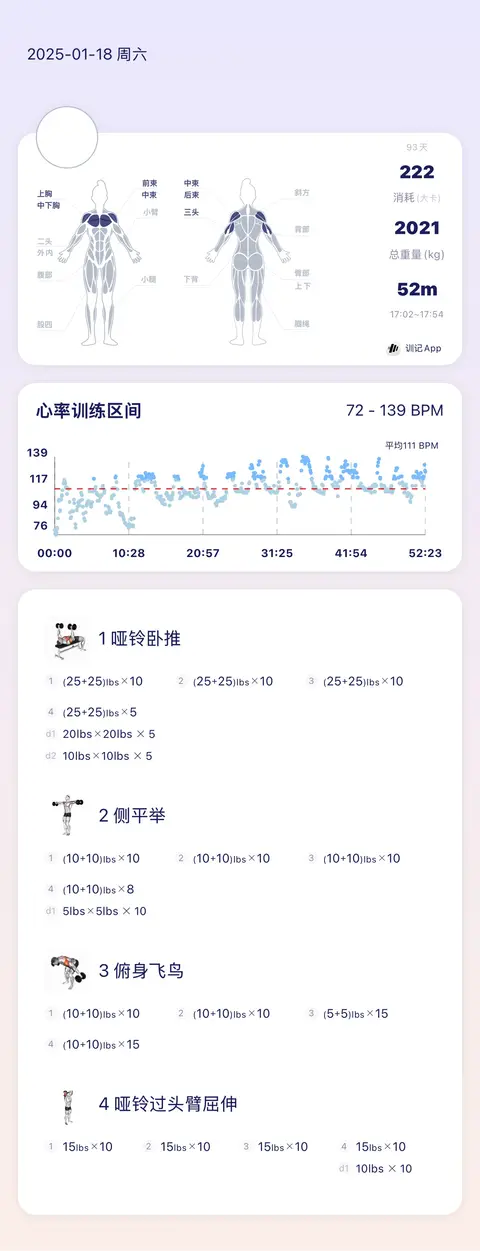 2025-01-18 周六
93天
222
消耗(大卡)
2021
总重量(kg)
52m
17:02~17:54
训记App
上胸
中下胸
二头
外 内
腹部
股四
前束
中束
小臂
小腿
中束
后束
三头
下背
斜方
背部
臀部
上 下
腘绳
心率训练区间
72 - 139 BPM
平均111 BPM
139
117
94
76
00:00 10:28 20:57 31:25 41:54 52:23
1 哑铃卧推
1 (25+25)lbs×10 2 (25+25)lbs×10 3 (25+25)lbs×10
4 (25+25)lbs×5
d1 20lbs×20lbs × 5
d2 10lbs×10lbs × 5
2 侧平举
1 (10+10)lbs×10 2 (10+10)lbs×10 3 (10+10)lbs×10
4 (10+10)lbs×8
d1 5lbs×5lbs × 10
3 俯身飞鸟
1 (10+10)lbs×10 2 (10+10)lbs×10 3 (5+5)lbs×15
4 (10+10)lbs×15
4 哑铃过头臂屈伸
1 15lbs×10 2 15lbs×10 3 15lbs×10 4 15lbs×10
d1 10lbs × 10